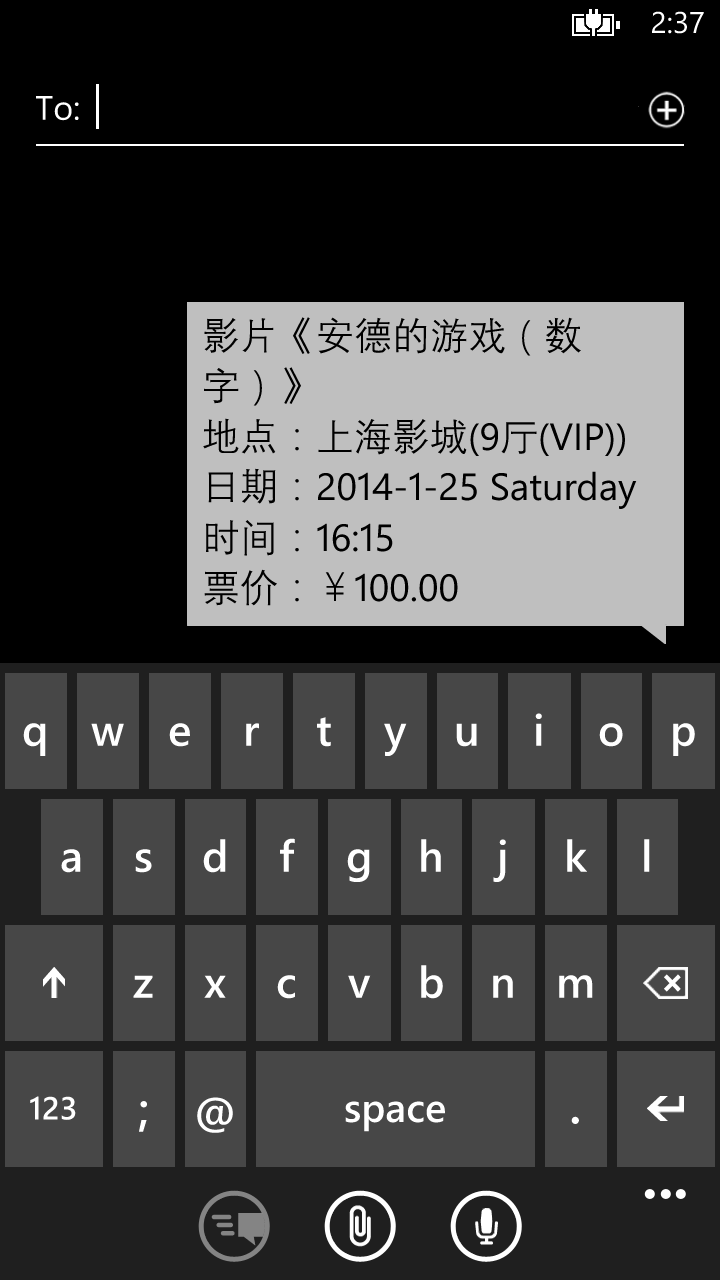 2:37
To:
影片《安德的游戏（数
字）》
地点：上海影城(9厅(VIP))
日期：2014-1-25 Saturday
时间：16:15
票价：￥100.00
q w e r t y u i o p
a s d f g h j k l
z x c v b n m
123 ; @ space .